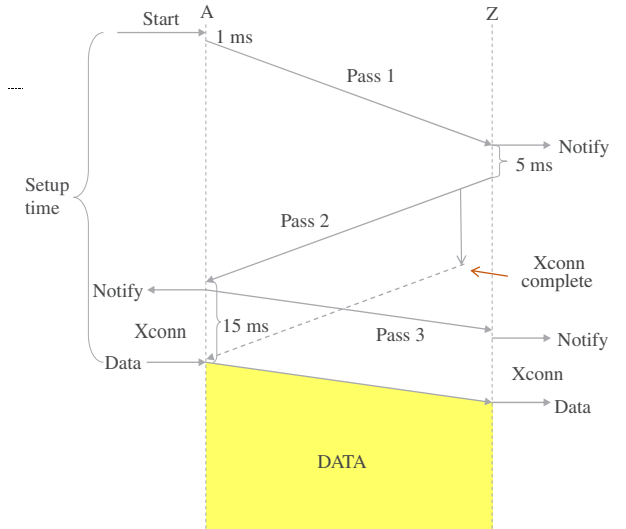 A
Z
Start
1 ms
Pass 1
Notify
5 ms
Setup
time
Pass 2
Xconn
complete
Notify
15 ms
Xconn
Pass 3
Notify
Data
Xconn
Data
DATA